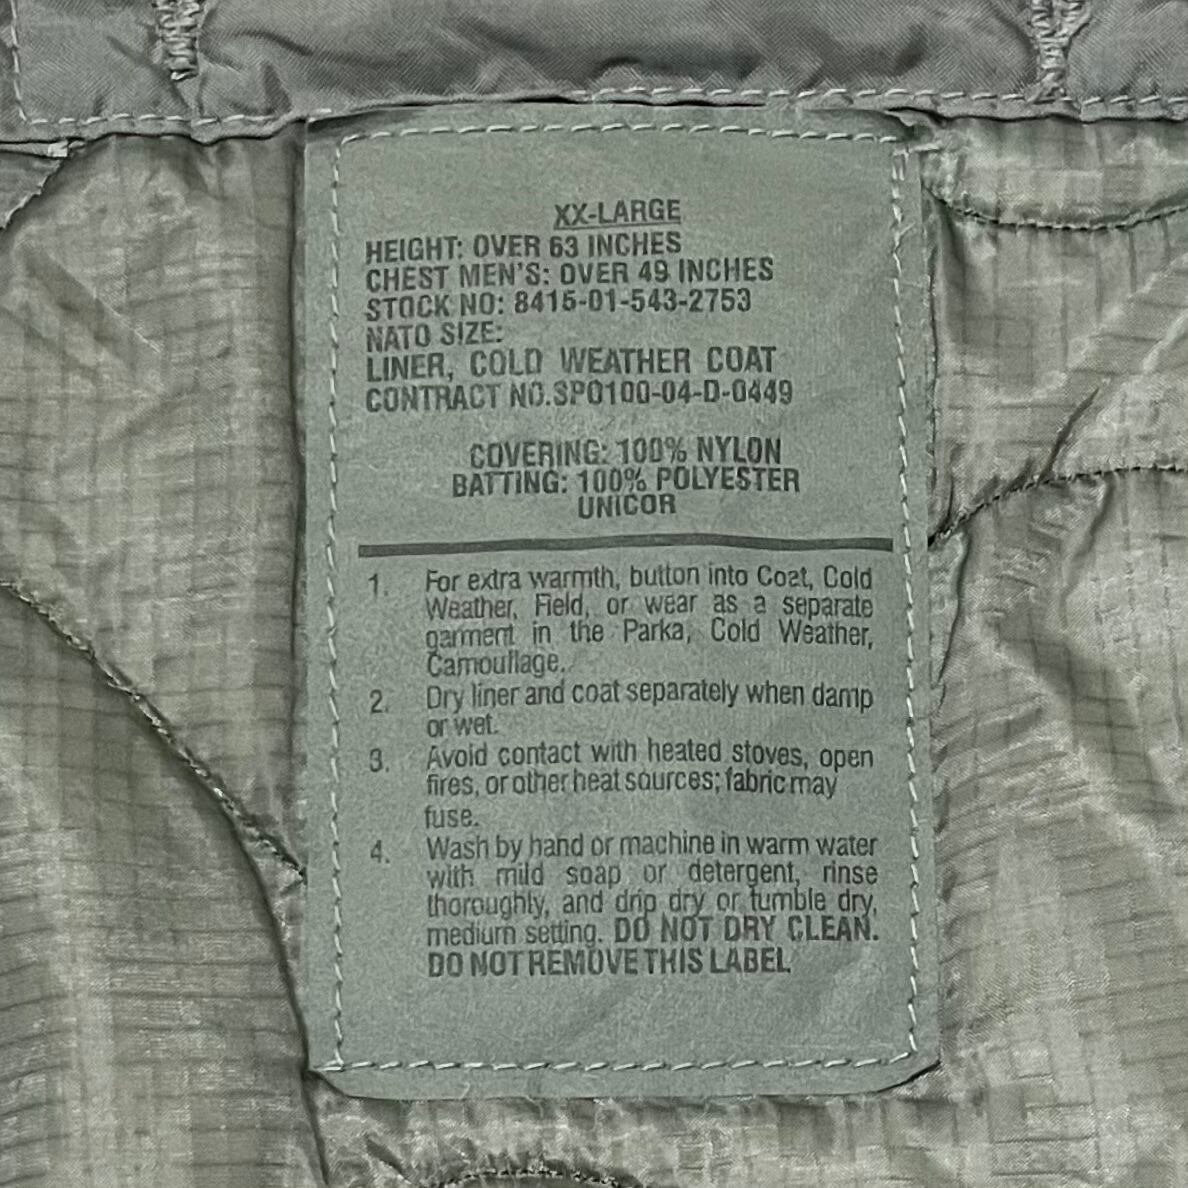 XX-LARGE
HEIGHT: OVER 63 INCHES
CHEST MEN'S: OVER 49 INCHES
STOCK NO: 8415-01-543-2753
NATO SIZE:
LINER, COLD WEATHER COAT
CONTRACT NO.SPO100-04-D-0449
COVERING: 100% NYLON
BATTING: 100% POLYESTER
UNICOR
1. For extra warmth, button into Coat, Cold
Weather, Field, or wear as a separate
garment in the Parka, Cold Weather,
Camouflage.
2. Dry liner and coat separately when damp
or wet.
3. Avoid contact with heated stoves, open
fires, or other heat sources; fabric may
fuse.
4. Wash by hand or machine in warm water
with mild soap or detergent, rinse
thoroughly, and drip dry or tumble dry,
medium setting. DO NOT DRY CLEAN.
DO NOT REMOVE THIS LABEL